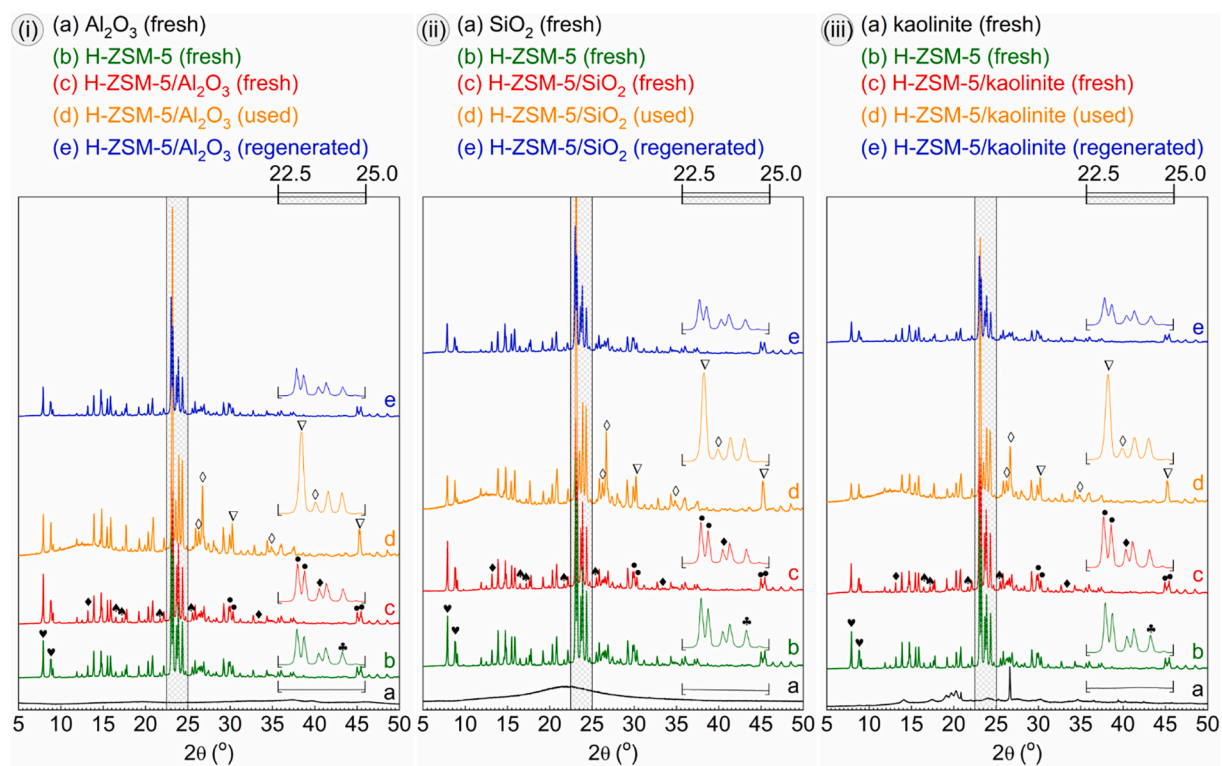 (i) (a) Al₂O₃ (fresh)
(b) H-ZSM-5 (fresh)
(c) H-ZSM-5/Al₂O₃ (fresh)
(d) H-ZSM-5/Al₂O₃ (used)
(e) H-ZSM-5/Al₂O₃ (regenerated)
22.5 25.0
e
d
c
b
a
5 10 15 20 25 30 35 40 45 50
2θ (°)
(ii) (a) SiO₂ (fresh)
(b) H-ZSM-5 (fresh)
(c) H-ZSM-5/SiO₂ (fresh)
(d) H-ZSM-5/SiO₂ (used)
(e) H-ZSM-5/SiO₂ (regenerated)
22.5 25.0
e
d
c
b
a
5 10 15 20 25 30 35 40 45 50
2θ (°)
(iii) (a) kaolinite (fresh)
(b) H-ZSM-5 (fresh)
(c) H-ZSM-5/kaolinite (fresh)
(d) H-ZSM-5/kaolinite (used)
(e) H-ZSM-5/kaolinite (regenerated)
22.5 25.0
e
d
c
b
a
5 10 15 20 25 30 35 40 45 50
2θ (°)